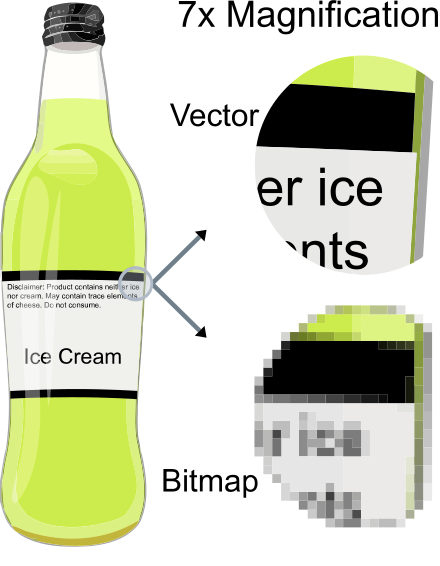 7x Magnification
Vector
er ice
ents
Disclaimer: Product contains neither ice
nor cream. May contain trace elements
of cheese. Do not consume.
Ice Cream
Bitmap